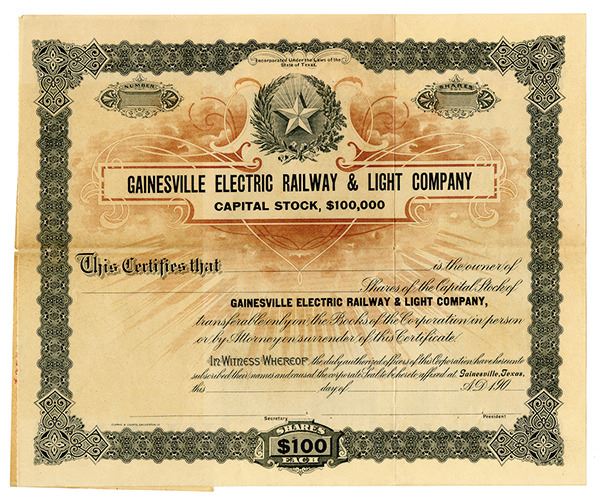 Incorporated Under the Laws of the
State of Texas.
NUMBER
SHARES
GAINESVILLE ELECTRIC RAILWAY & LIGHT COMPANY
CAPITAL STOCK, $100,000
This Certifies that is the owner of
Shares of the Capital Stock of
GAINESVILLE ELECTRIC RAILWAY & LIGHT COMPANY,
transferable only on the Books of the Corporation in person
or by Attorney on surrender of this Certificate.
IN WITNESS WHEREOF the duly authorized officers of this Corporation have hereunto
subscribed their names and caused the corporate Seal to be hereto affixed at Gainesville, Texas,
this day of A.D. 190
Secretary President
SHARES
$100
EACH